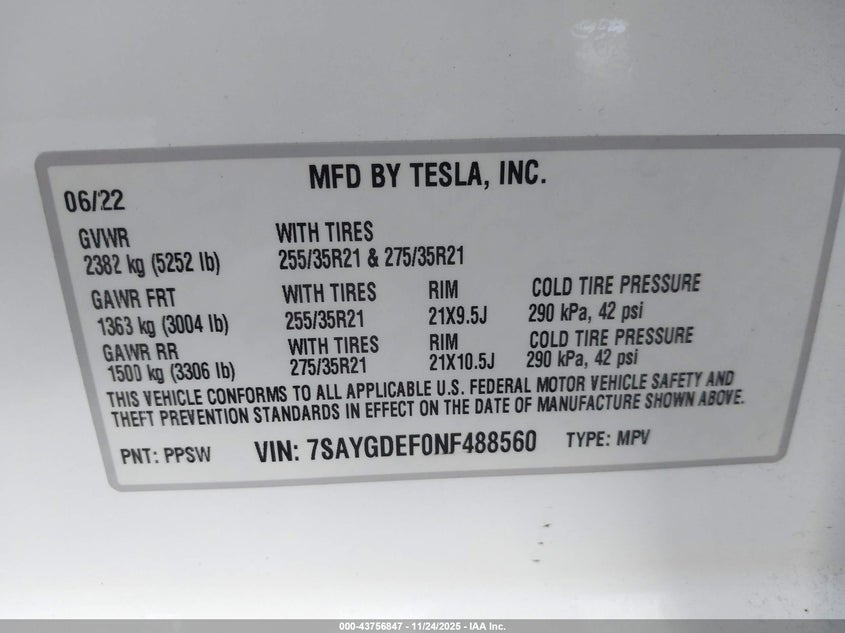 MFD BY TESLA, INC.
06/22
GVWR WITH TIRES
2382 kg (5252 lb) 255/35R21 & 275/35R21
GAWR FRT WITH TIRES RIM COLD TIRE PRESSURE
1363 kg (3004 lb) 255/35R21 21X9.5J 290 kPa, 42 psi
GAWR RR WITH TIRES RIM COLD TIRE PRESSURE
1500 kg (3306 lb) 275/35R21 21X10.5J 290 kPa, 42 psi
THIS VEHICLE CONFORMS TO ALL APPLICABLE U.S. FEDERAL MOTOR VEHICLE SAFETY AND
THEFT PREVENTION STANDARDS IN EFFECT ON THE DATE OF MANUFACTURE SHOWN ABOVE.
PNT: PPSW VIN: 7SAYGDEF0NF488560 TYPE: MPV
000-43756847 - 11/24/2025 - IAA Inc.